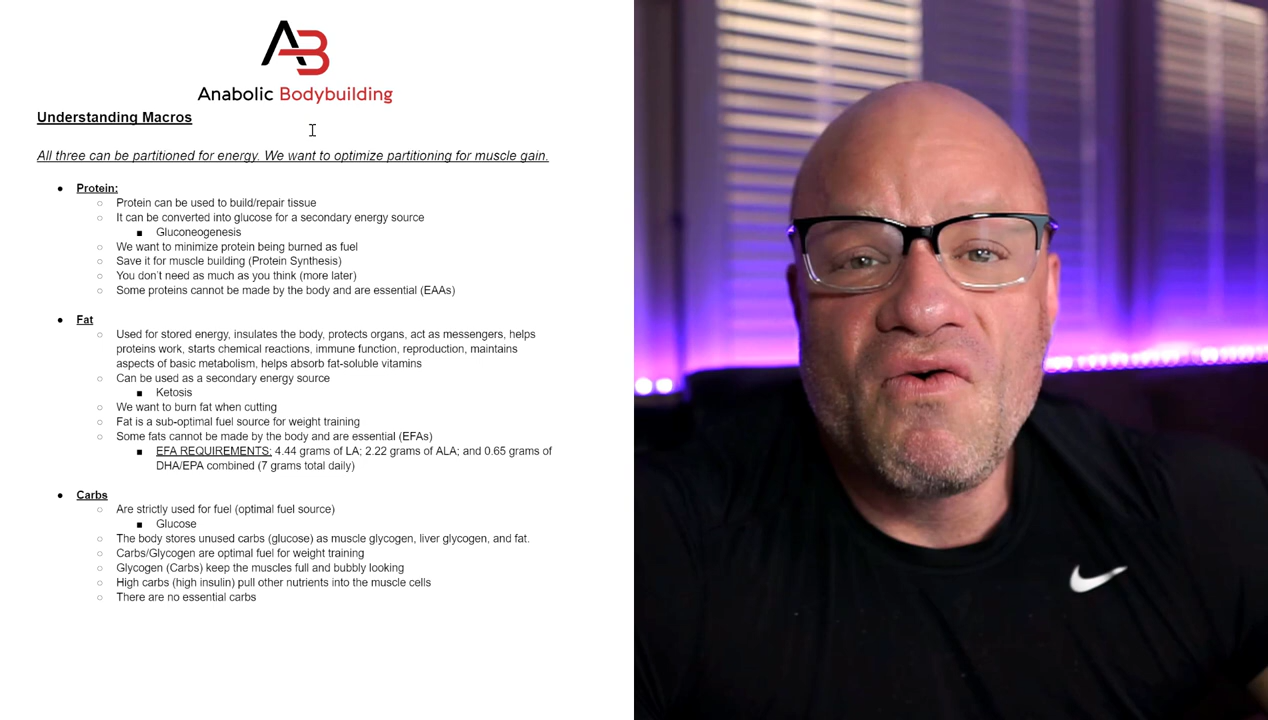 AB
Anabolic Bodybuilding
Understanding Macros
All three can be partitioned for energy. We want to optimize partitioning for muscle gain.
● Protein:
○ Protein can be used to build/repair tissue
○ It can be converted into glucose for a secondary energy source
■ Gluconeogenesis
○ We want to minimize protein being burned as fuel
○ Save it for muscle building (Protein Synthesis)
○ You don't need as much as you think (more later)
○ Some proteins cannot be made by the body and are essential (EAAs)
● Fat
○ Used for stored energy, insulates the body, protects organs, act as messengers, helps
proteins work, starts chemical reactions, immune function, reproduction, maintains
aspects of basic metabolism, helps absorb fat-soluble vitamins
○ Can be used as a secondary energy source
■ Ketosis
○ We want to burn fat when cutting
○ Fat is a sub-optimal fuel source for weight training
○ Some fats cannot be made by the body and are essential (EFAs)
■ EFA REQUIREMENTS: 4.44 grams of LA; 2.22 grams of ALA; and 0.65 grams of
DHA/EPA combined (7 grams total daily)
● Carbs
○ Are strictly used for fuel (optimal fuel source)
■ Glucose
○ The body stores unused carbs (glucose) as muscle glycogen, liver glycogen, and fat.
○ Carbs/Glycogen are optimal fuel for weight training
○ Glycogen (Carbs) keep the muscles full and bubbly looking
○ High carbs (high insulin) pull other nutrients into the muscle cells
○ There are no essential carbs